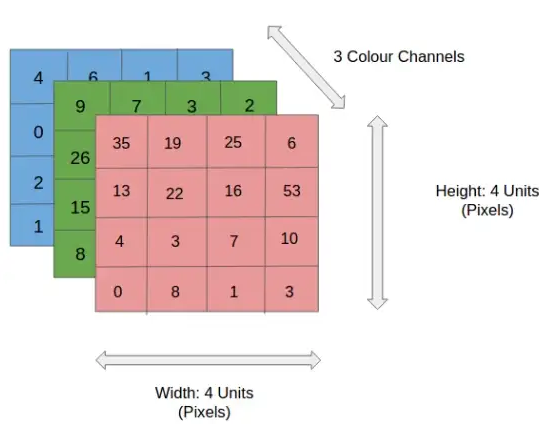 3 Colour Channels
4 6 1 3
9 7 3 2
0
35 19 25 6
26
2
13 22 16 53
Height: 4 Units
(Pixels)
15
1
4 3 7 10
8
0 8 1 3
Width: 4 Units
(Pixels)